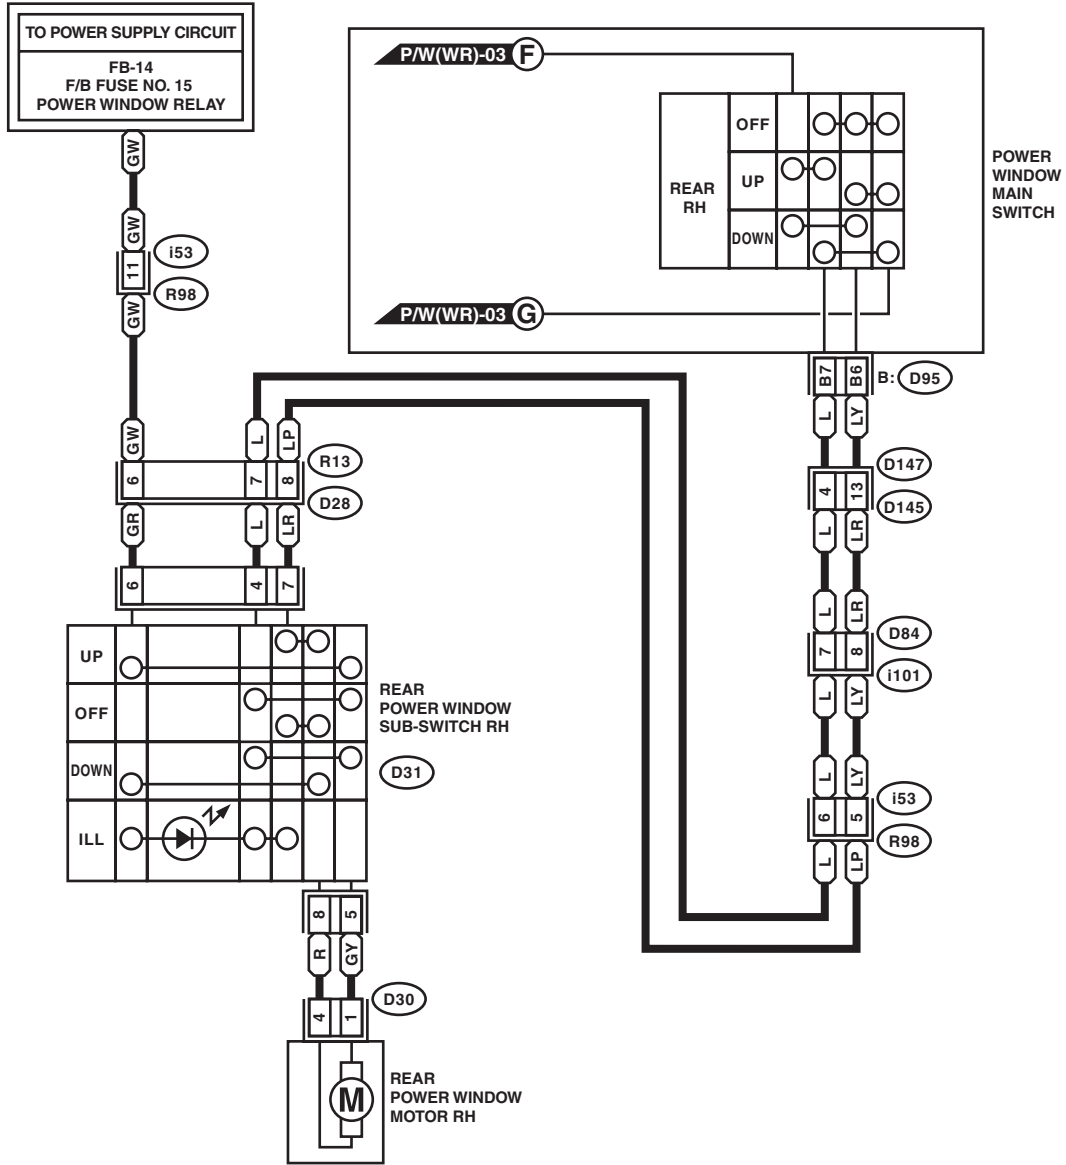 TO POWER SUPPLY CIRCUIT
FB-14
F/B FUSE NO. 15
POWER WINDOW RELAY
GW
GW
11
i53
R98
GW
GW
L
LP
6
7
8
R13
D28
GR
L
LR
6
4
7
UP
OFF
DOWN
ILL
REAR
POWER WINDOW
SUB-SWITCH RH
D31
8
5
R
GY
4
1
D30
M
REAR
POWER WINDOW
MOTOR RH
P/W(WR)-03 F
REAR
RH
OFF
UP
DOWN
POWER
WINDOW
MAIN
SWITCH
P/W(WR)-03 G
B7
B6
B: D95
L
LY
4
13
D147
D145
L
LR
L
LR
7
8
D84
i101
L
LY
L
LY
6
5
i53
R98
L
LP